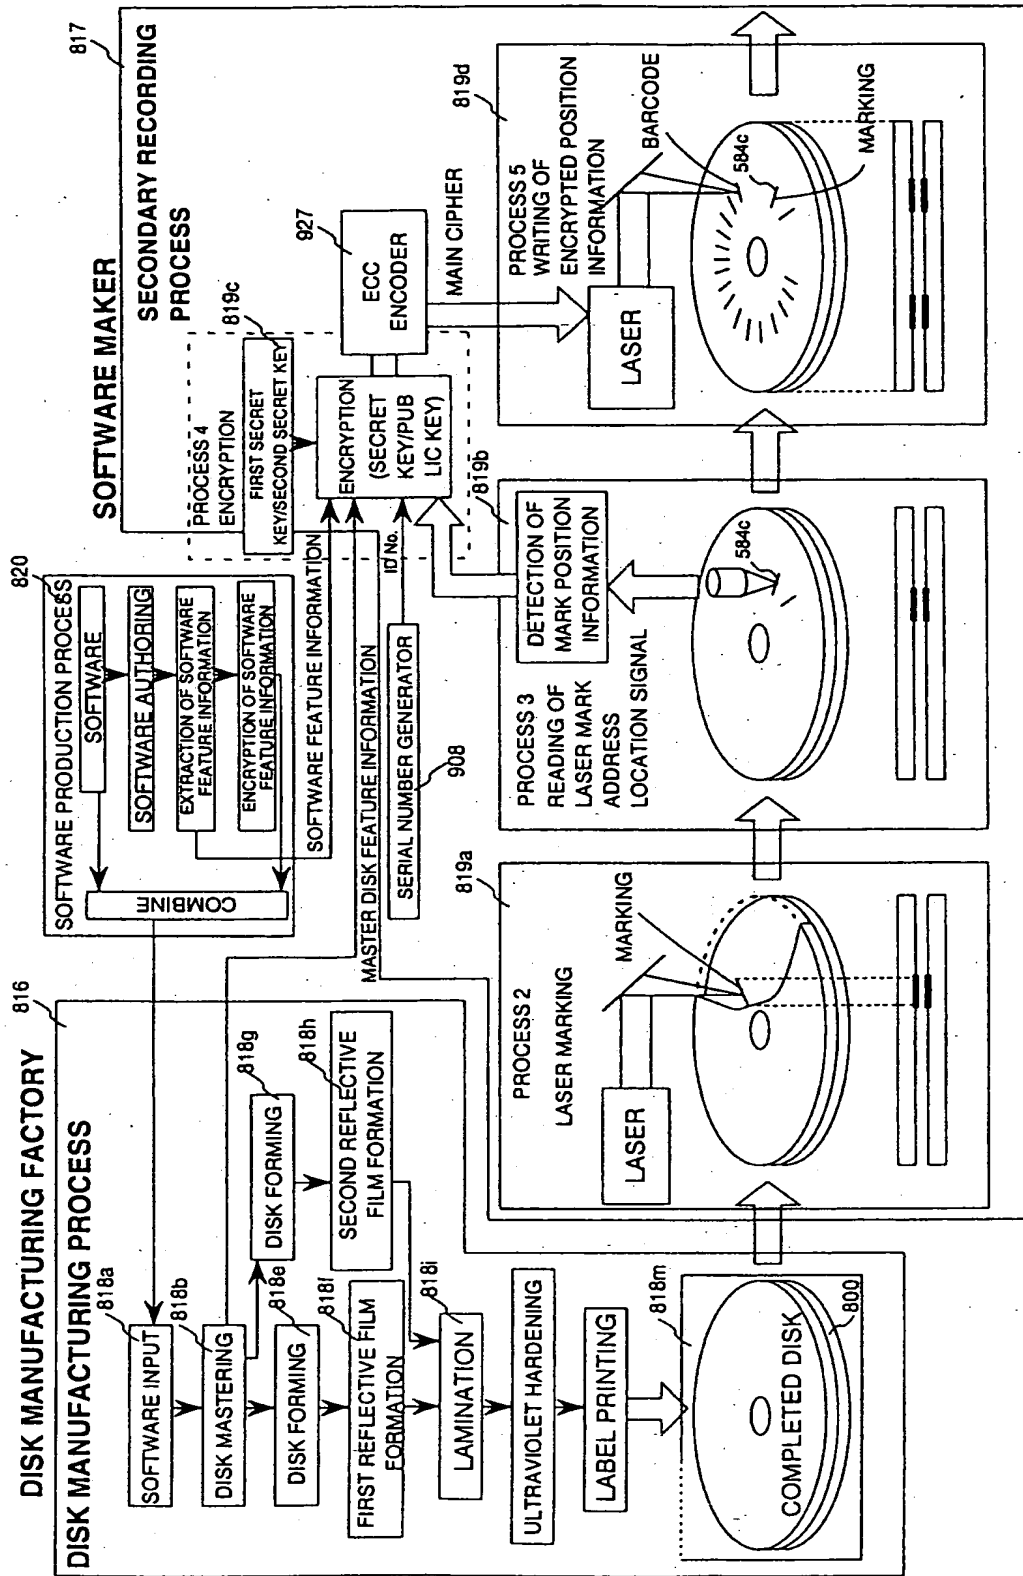 DISK MANUFACTURING FACTORY
816
DISK MANUFACTURING PROCESS
818a
SOFTWARE INPUT
818b
DISK MASTERING
818e
DISK FORMING
818g
DISK FORMING
818f
FIRST REFLECTIVE FILM
FORMATION
818h
SECOND REFLECTIVE
FILM FORMATION
818i
LAMINATION
ULTRAVIOLET HARDENING
LABEL PRINTING
818m
COMPLETED DISK
800
820
SOFTWARE PRODUCTION PROCESS
SOFTWARE
SOFTWARE AUTHORING
EXTRACTION OF SOFTWARE
FEATURE INFORMATION
ENCRYPTION OF SOFTWARE
FEATURE INFORMATION
COMBINE
SOFTWARE FEATURE INFORMATION
MASTER DISK FEATURE INFORMATION
ID No.
SERIAL NUMBER GENERATOR
908
SOFTWARE MAKER
817
SECONDARY RECORDING
PROCESS
819c
PROCESS 4
ENCRYPTION
FIRST SECRET
KEY/SECOND SECRET KEY
ENCRYPTION
(SECRET
KEY/PUB
LIC KEY)
927
ECC
ENCODER
MAIN CIPHER
819a
PROCESS 2
LASER MARKING
LASER
MARKING
819b
PROCESS 3
READING OF
LASER MARK
ADDRESS
LOCATION SIGNAL
DETECTION OF
MARK POSITION
INFORMATION
584c
819d
PROCESS 5
WRITING OF
ENCRYPTED POSITION
INFORMATION
LASER
BARCODE
584c
MARKING